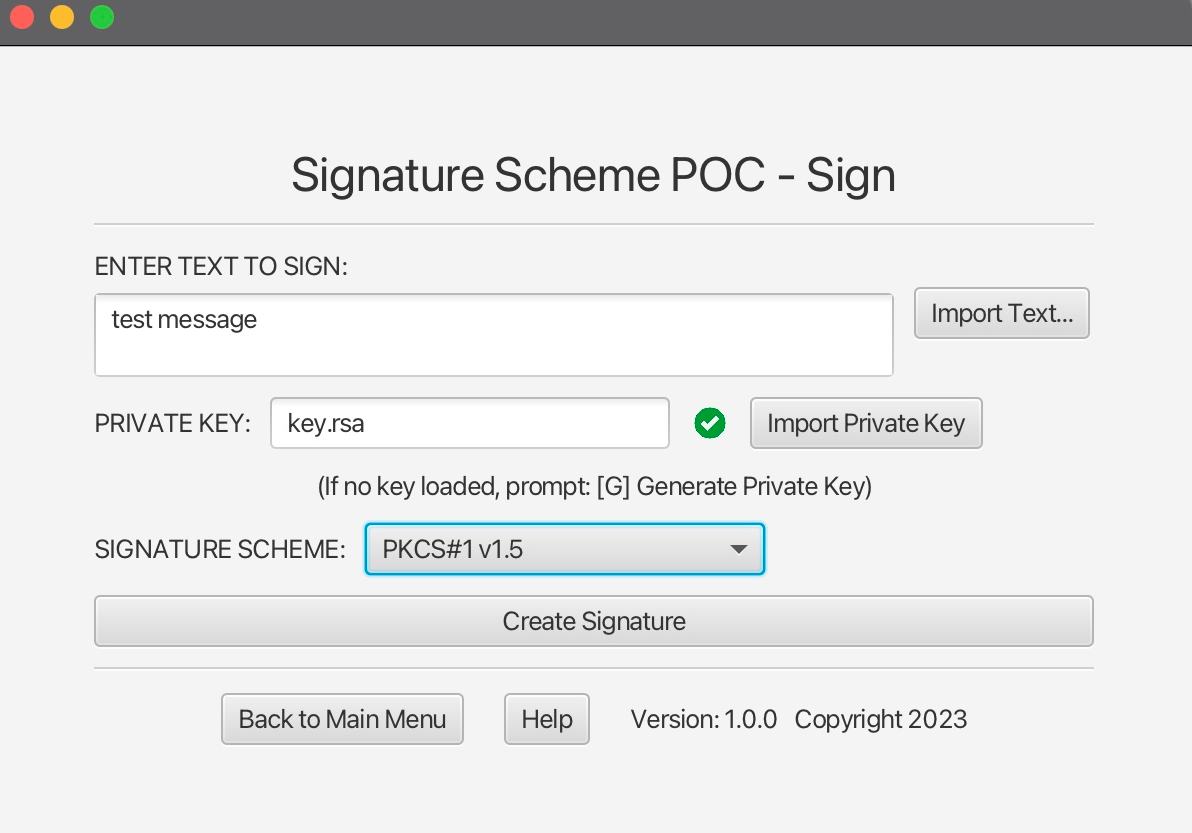 Signature Scheme POC - Sign
ENTER TEXT TO SIGN:
test message
Import Text...
PRIVATE KEY: key.rsa Import Private Key
(If no key loaded, prompt: [G] Generate Private Key)
SIGNATURE SCHEME: PKCS#1 v1.5
Create Signature
Back to Main Menu Help Version: 1.0.0 Copyright 2023